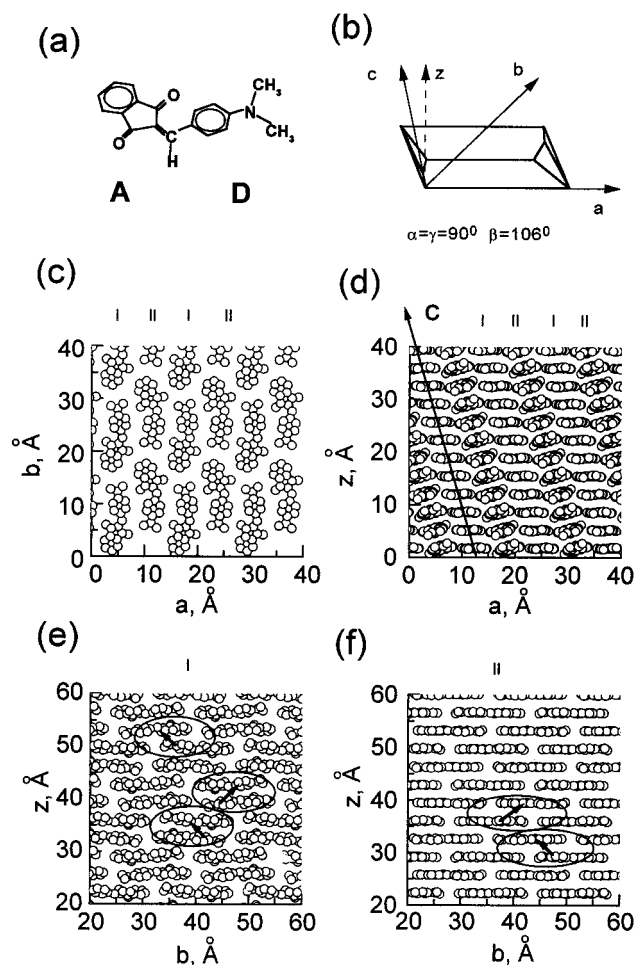 (a)
O
O
C
H
N
CH₃
CH₃
A
D
(b)
c
z
b
a
α=γ=90⁰ β=106⁰
(c)
I II I II
40
30
20
10
0
b, Å
0 10 20 30 40
a, Å
(d)
C
I II I II
40
30
20
10
0
z, Å
0 10 20 30 40
a, Å
(e)
I
60
50
40
30
20
z, Å
20 30 40 50 60
b, Å
(f)
II
60
50
40
30
20
z, Å
20 30 40 50 60
b, Å